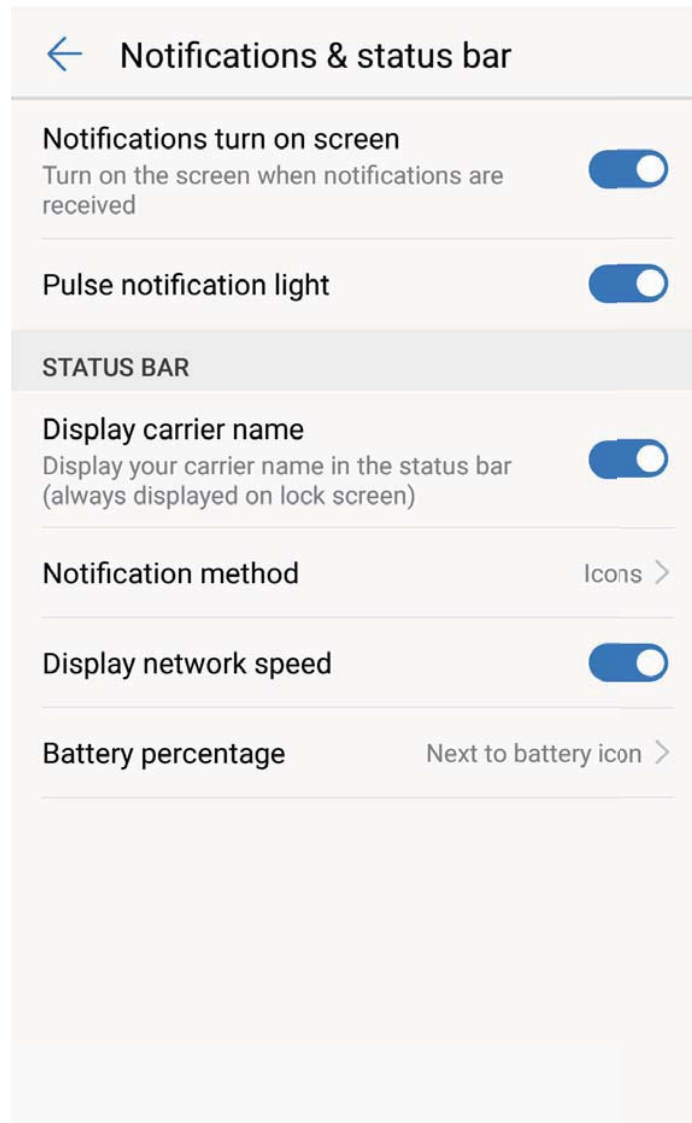 Notifications & status bar
Notifications turn on screen
Turn on the screen when notifications are
received
Pulse notification light
STATUS BAR
Display carrier name
Display your carrier name in the status bar
(always displayed on lock screen)
Notification method Icons
Display network speed
Battery percentage Next to battery icon